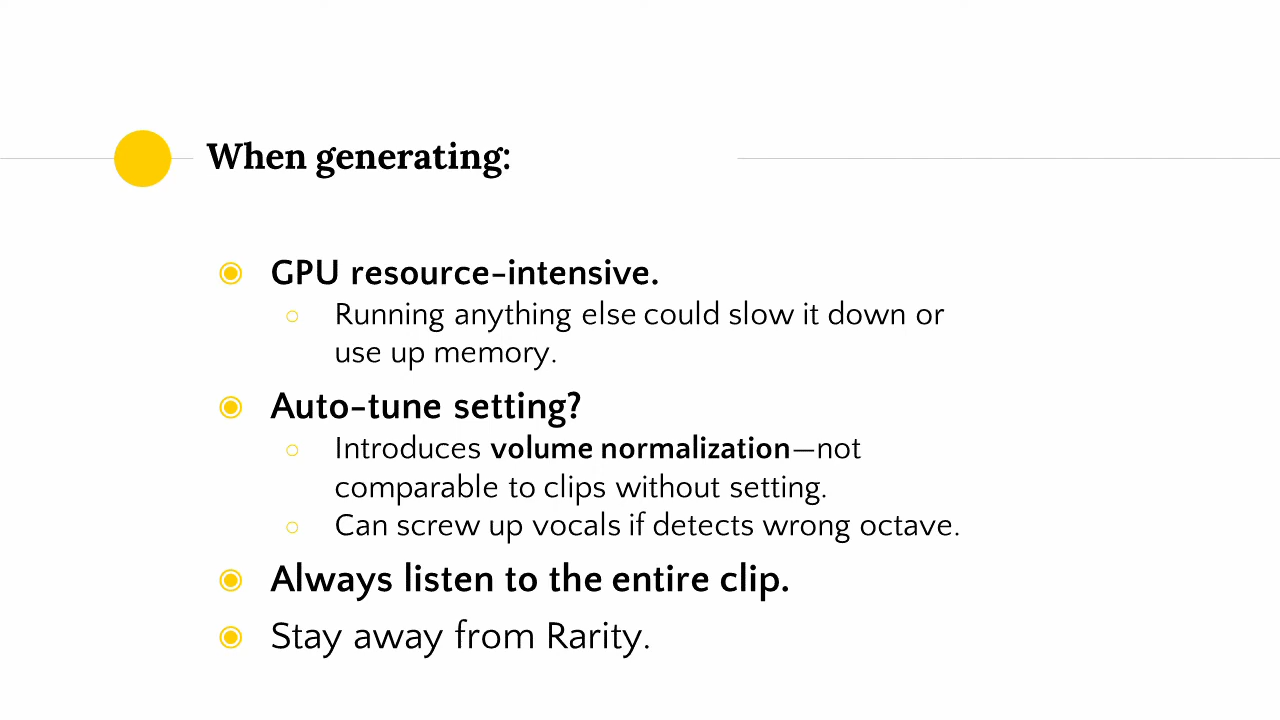 When generating:
GPU resource-intensive.
Running anything else could slow it down or
use up memory.
Auto-tune setting?
Introduces volume normalization—not
comparable to clips without setting.
Can screw up vocals if detects wrong octave.
Always listen to the entire clip.
Stay away from Rarity.